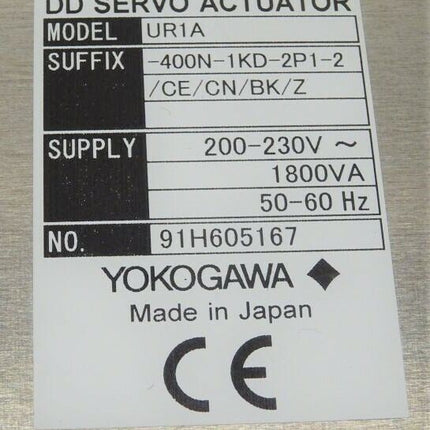 DD SERVO ACTUATOR
MODEL UR1A
SUFFIX -400N-1KD-2P1-2
/CE/CN/BK/Z
SUPPLY 200-230V ~
1800VA
50-60 Hz
NO. 91H605167
YOKOGAWA
Made in Japan
CE